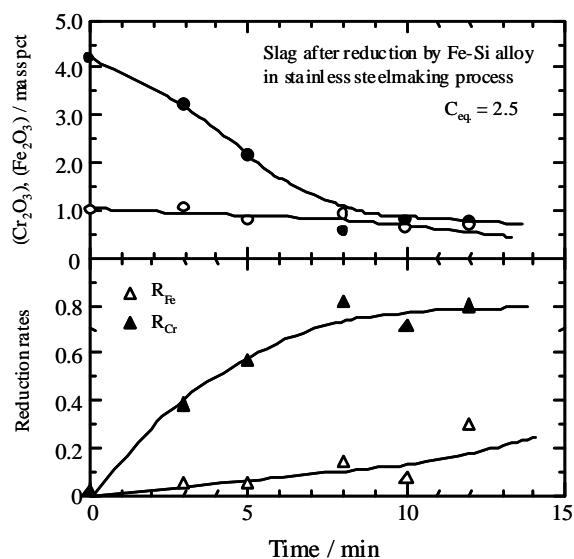 5.0
4.0
3.0
2.0
1.0
0
(Cr2O3), (Fe2O3) / mass pct
Slag after reduction by Fe-Si alloy
in stainless steelmaking process
Ceq. = 2.5
0.8
0.6
0.4
0.2
0
Reduction rates
RFe
RCr
0 5 10 15
Time / min